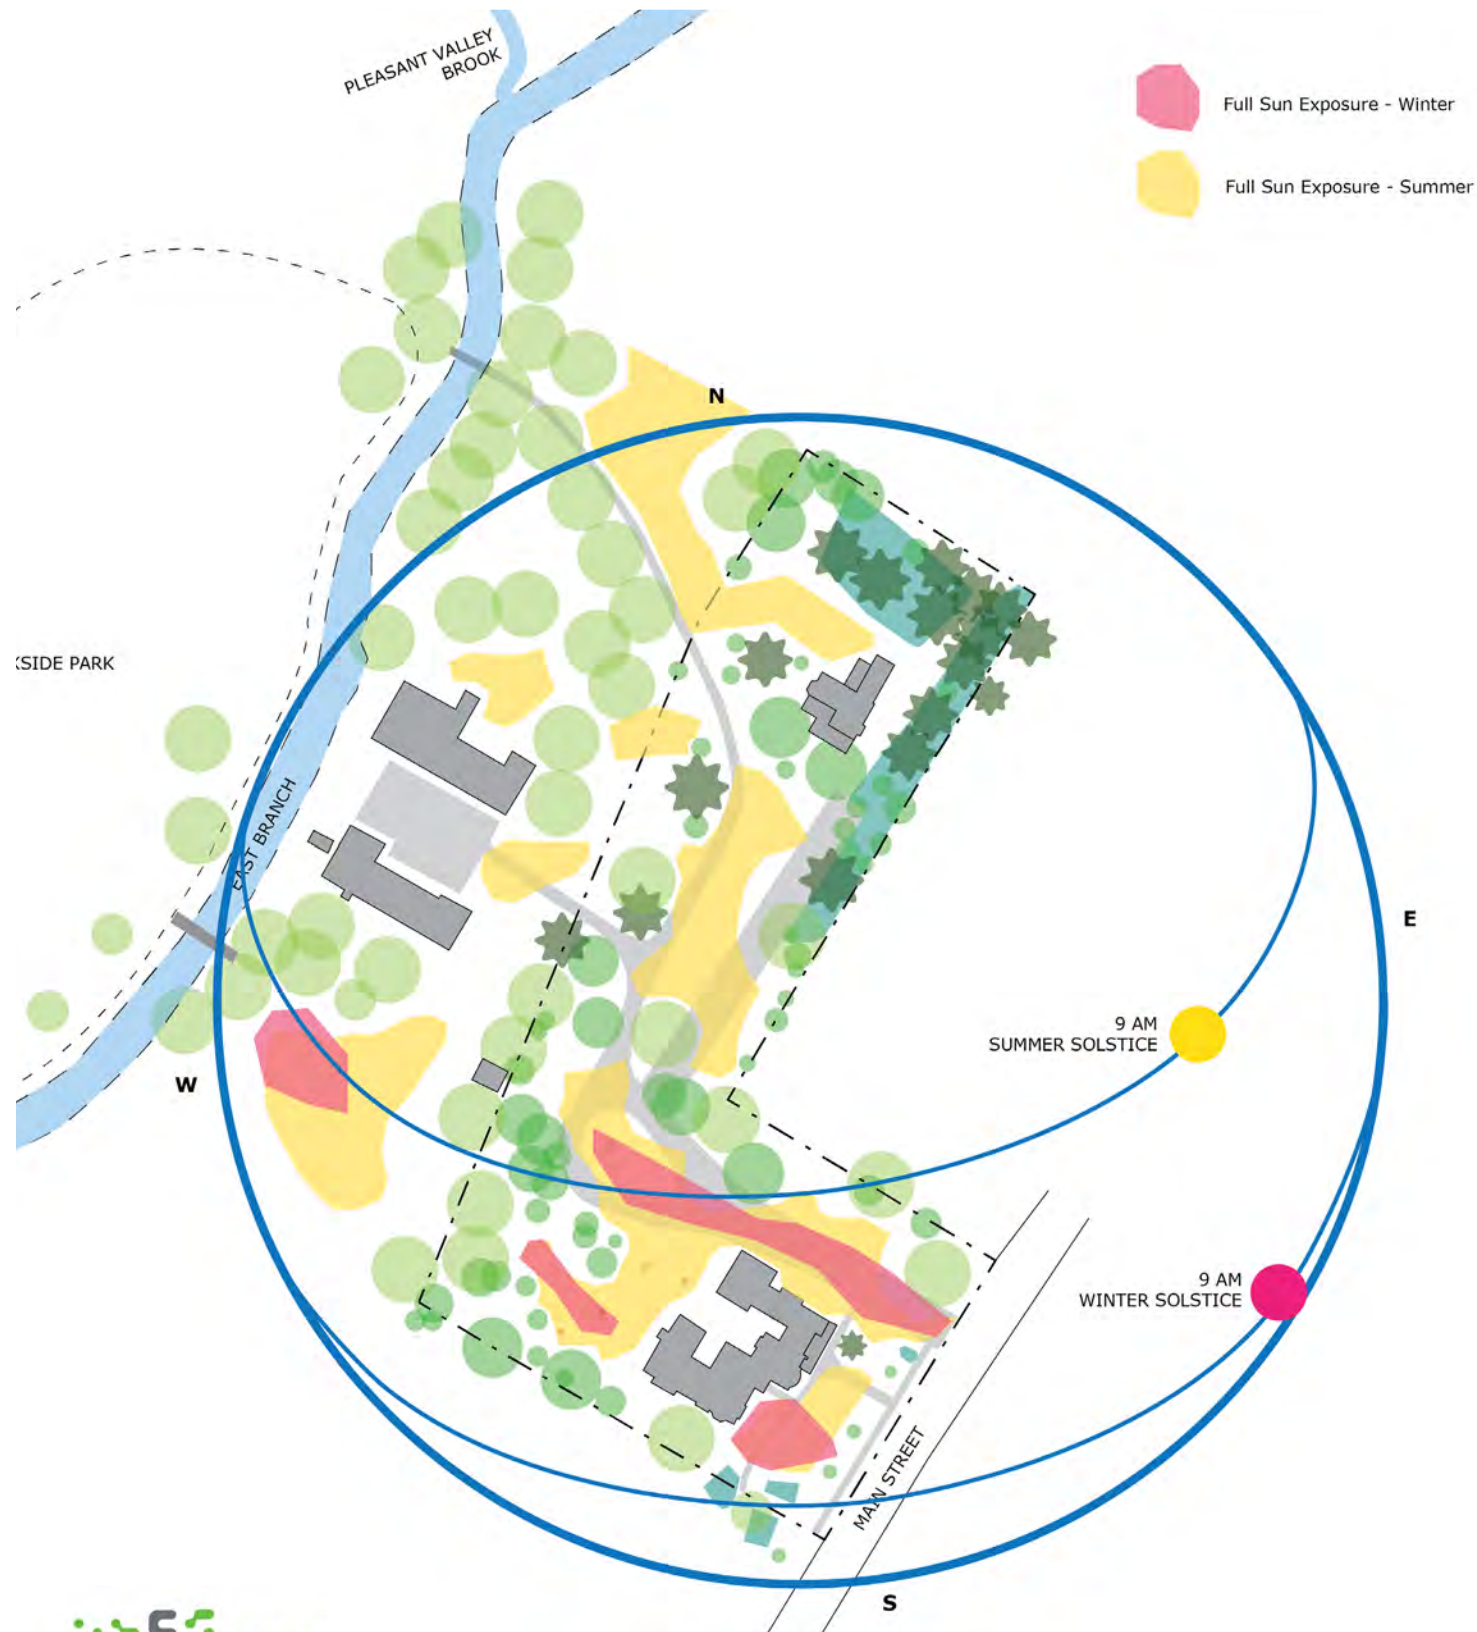 PLEASANT VALLEY
BROOK
Full Sun Exposure - Winter
Full Sun Exposure - Summer
N
KSIDE PARK
EAST BRANCH
E
9 AM
SUMMER SOLSTICE
W
9 AM
WINTER SOLSTICE
MAIN STREET
S